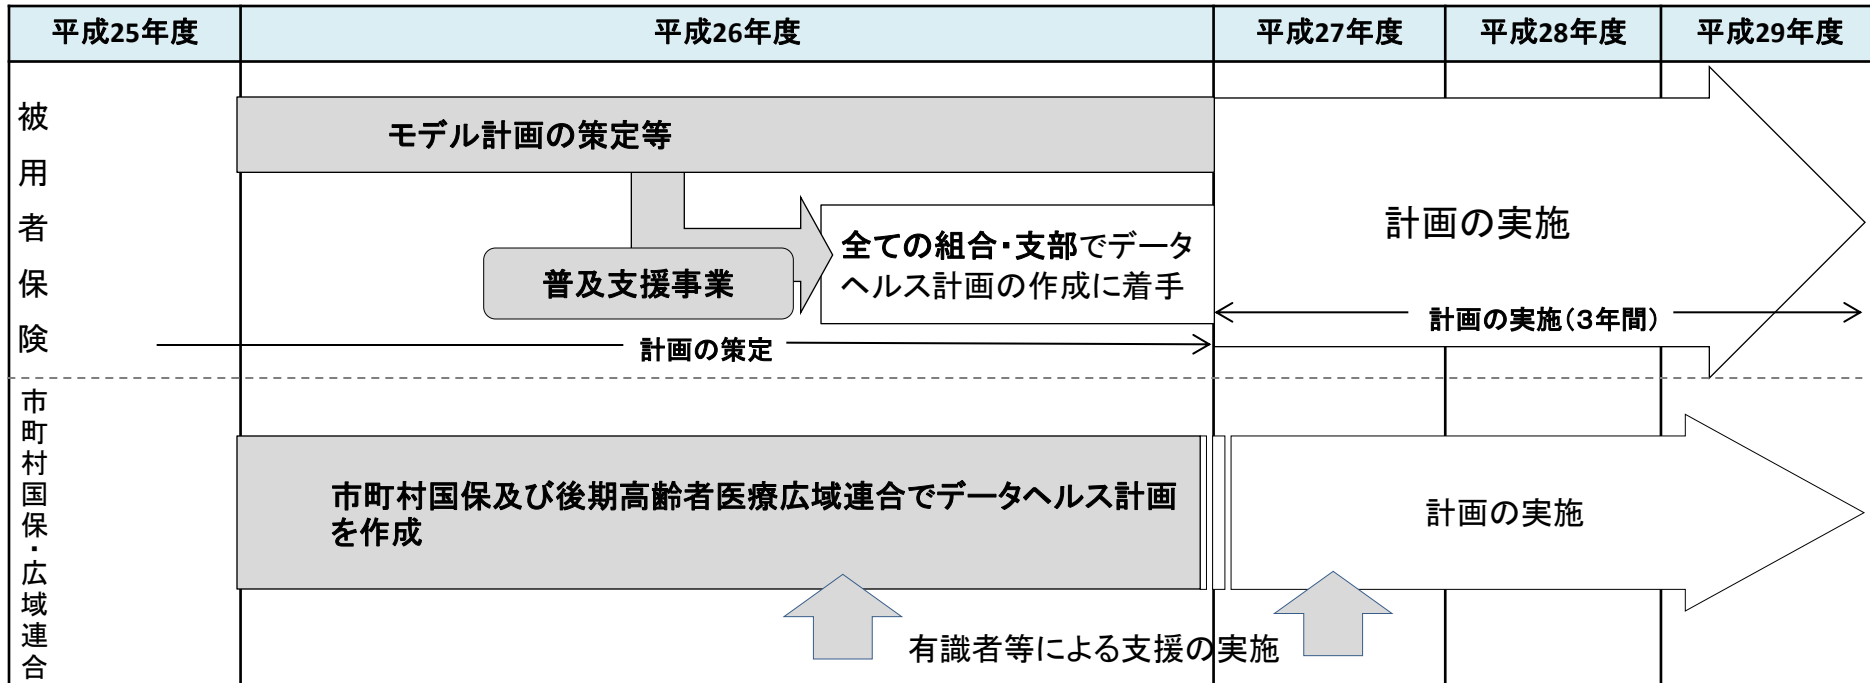 平成25年度
平成26年度
平成27年度
平成28年度
平成29年度
被用者保険
モデル計画の策定等
普及支援事業
全ての組合・支部でデータ
ヘルス計画の作成に着手
計画の実施
計画の実施(3年間)
計画の策定
市町村国保・広域連合
市町村国保及び後期高齢者医療広域連合でデータヘルス計画
を作成
計画の実施
有識者等による支援の実施